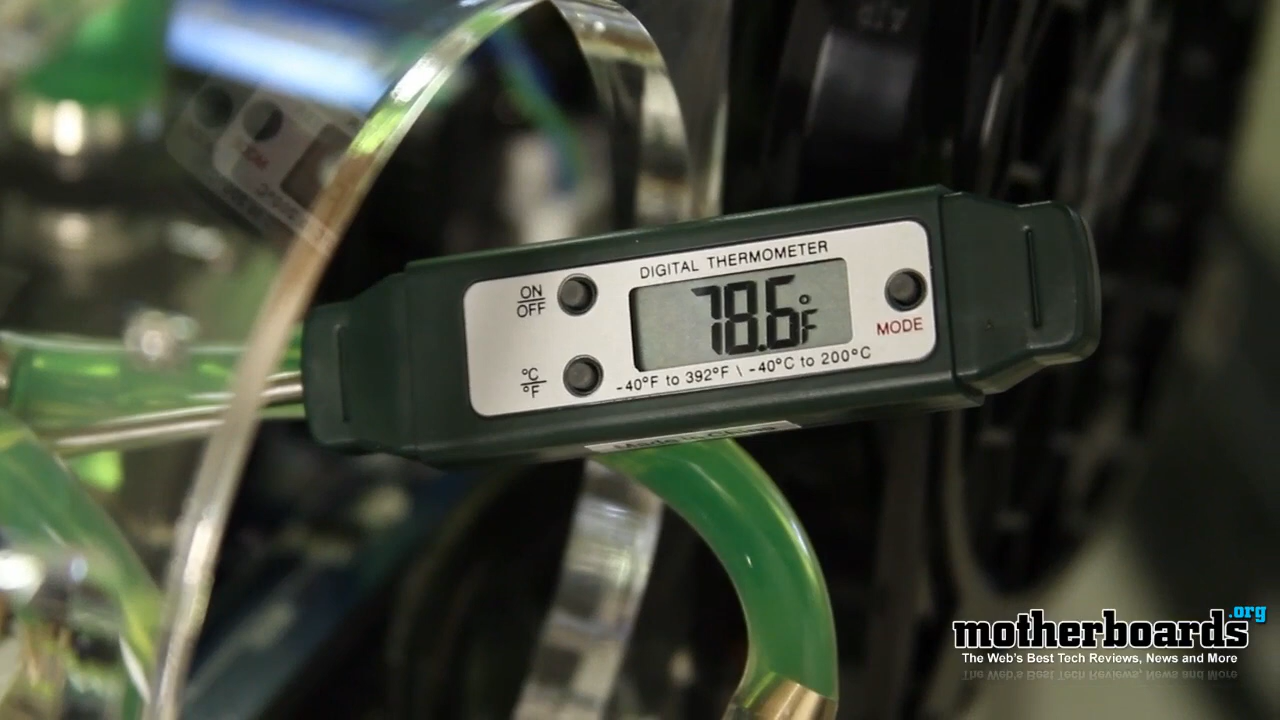 DIGITAL THERMOMETER
ON
OFF
78.6°F
MODE
°C
°F
-40°F to 392°F \ -40°C to 200°C
motherboards.org
The Web's Best Tech Reviews, News and More